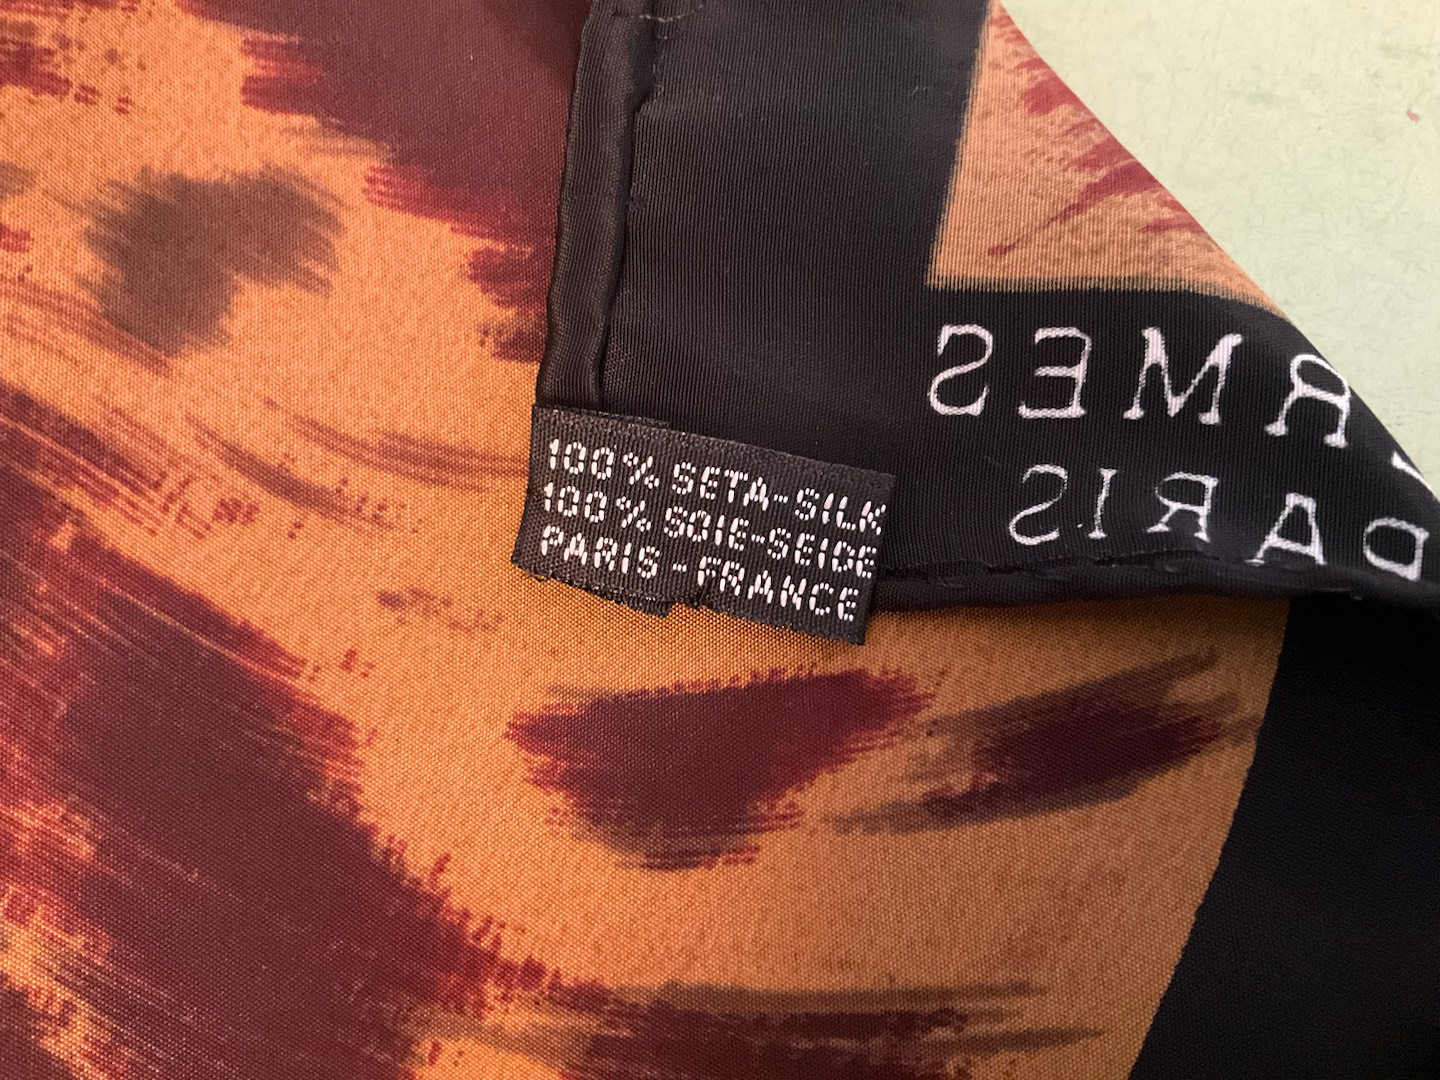 100% SETA-SILK
100% SOIE-SEIDE
PARIS-FRANCE
RMES
PARIS